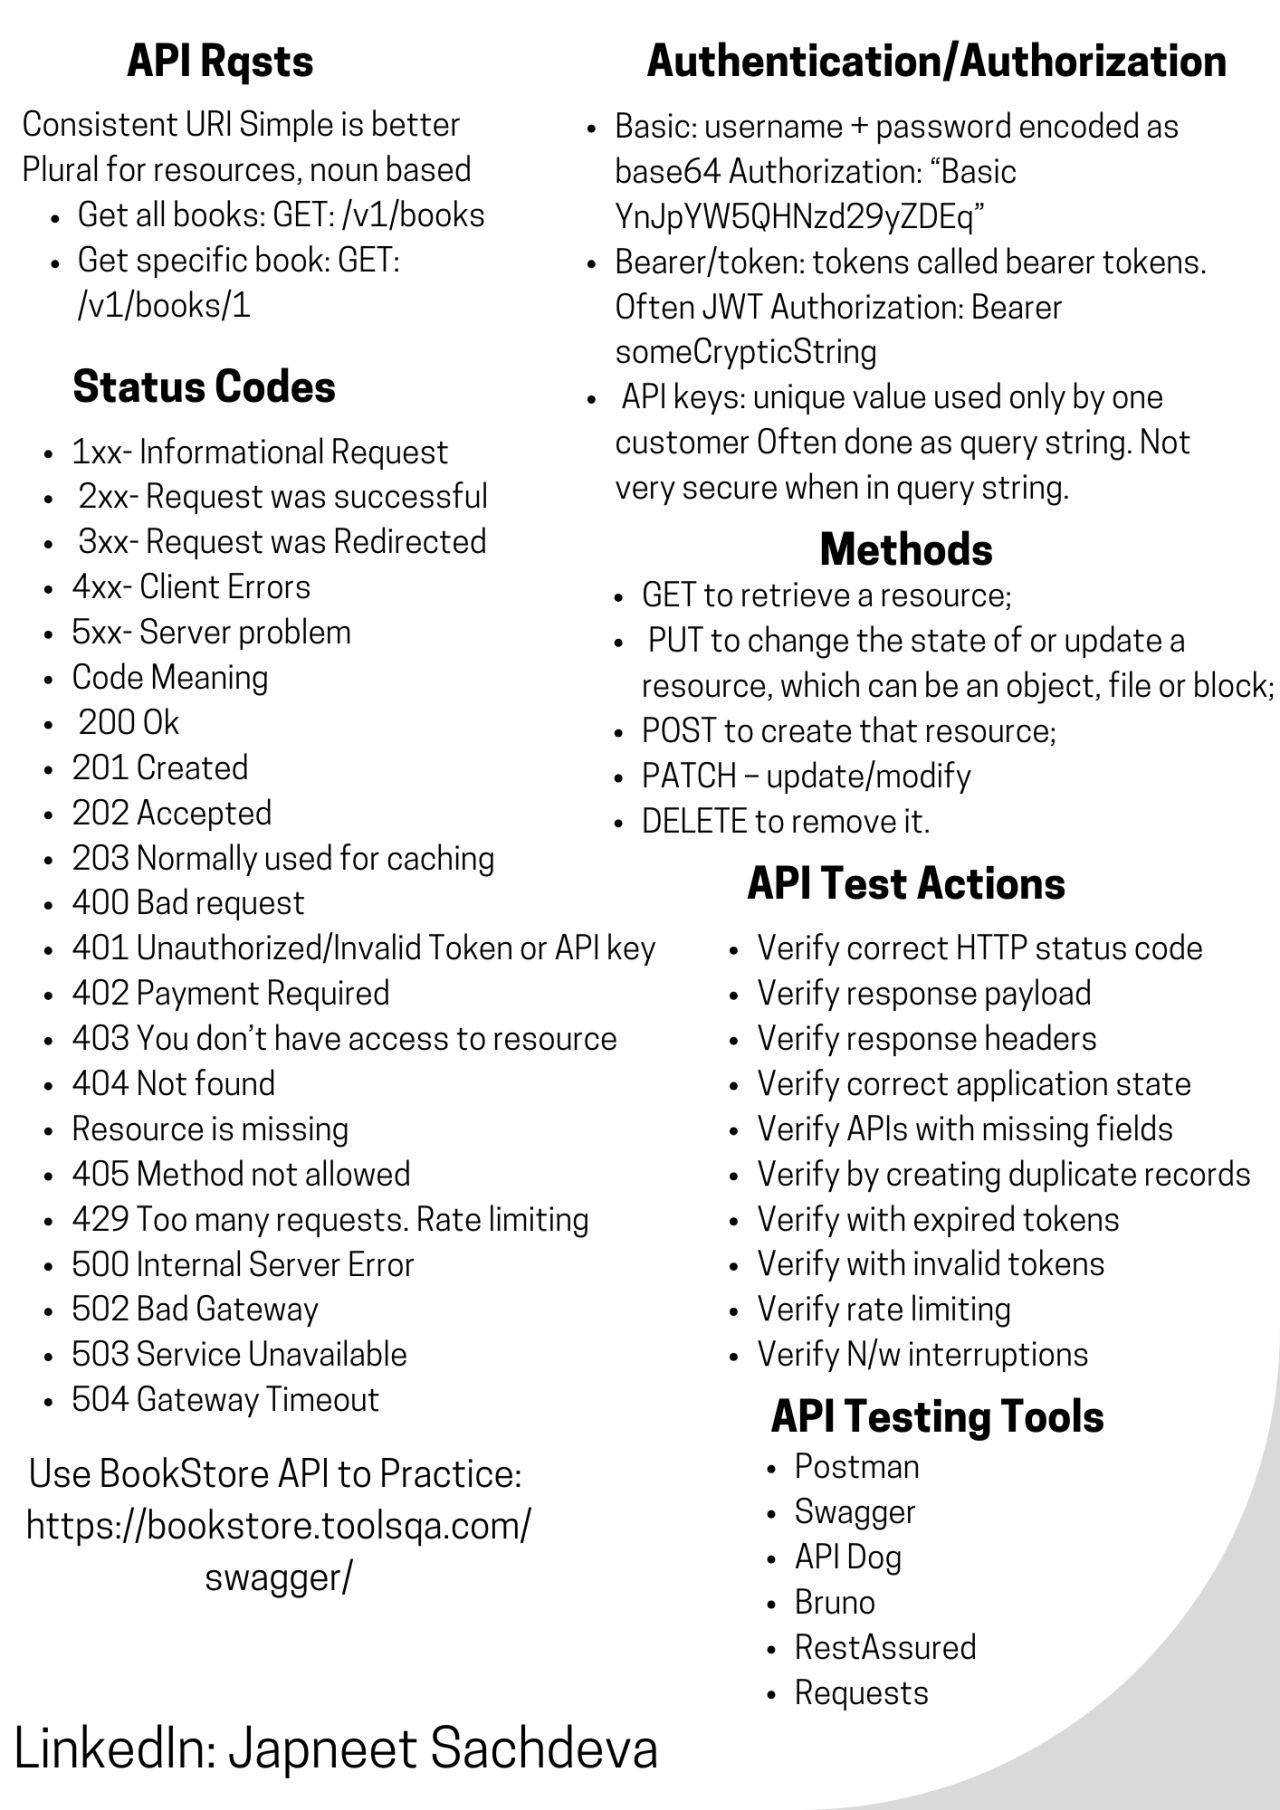 API Rqsts
Consistent URI Simple is better
Plural for resources, noun based
• Get all books: GET: /v1/books
• Get specific book: GET:
/v1/books/1
Status Codes
• 1xx- Informational Request
• 2xx- Request was successful
• 3xx- Request was Redirected
• 4xx- Client Errors
• 5xx- Server problem
• Code Meaning
• 200 Ok
• 201 Created
• 202 Accepted
• 203 Normally used for caching
• 400 Bad request
• 401 Unauthorized/Invalid Token or API key
• 402 Payment Required
• 403 You don’t have access to resource
• 404 Not found
• Resource is missing
• 405 Method not allowed
• 429 Too many requests. Rate limiting
• 500 Internal Server Error
• 502 Bad Gateway
• 503 Service Unavailable
• 504 Gateway Timeout
Use BookStore API to Practice:
https://bookstore.toolsqa.com/
swagger/
Authentication/Authorization
• Basic: username + password encoded as
base64 Authorization: “Basic
YnJpYW5QHNzd29yZDEq”
• Bearer/token: tokens called bearer tokens.
Often JWT Authorization: Bearer
someCrypticString
• API keys: unique value used only by one
customer Often done as query string. Not
very secure when in query string.
Methods
• GET to retrieve a resource;
• PUT to change the state of or update a
resource, which can be an object, file or block;
• POST to create that resource;
• PATCH – update/modify
• DELETE to remove it.
API Test Actions
• Verify correct HTTP status code
• Verify response payload
• Verify response headers
• Verify correct application state
• Verify APIs with missing fields
• Verify by creating duplicate records
• Verify with expired tokens
• Verify with invalid tokens
• Verify rate limiting
• Verify N/w interruptions
API Testing Tools
• Postman
• Swagger
• API Dog
• Bruno
• RestAssured
• Requests
LinkedIn: Japneet Sachdeva